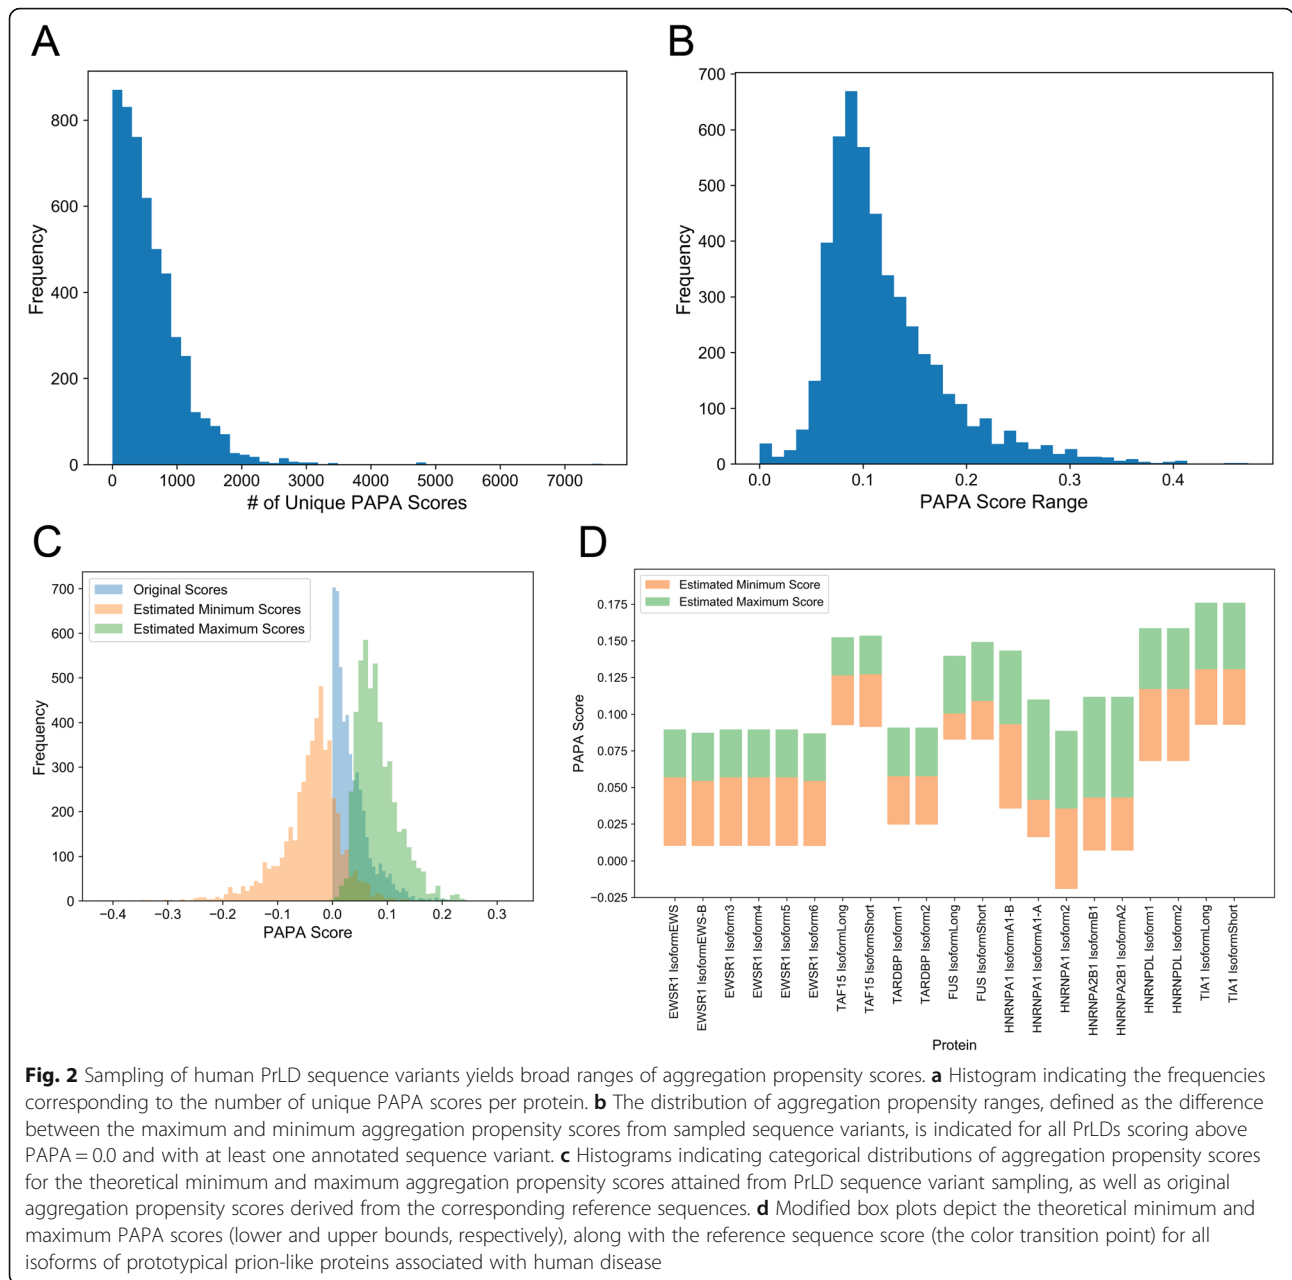 A
Frequency
800
600
400
200
0
0 1000 2000 3000 4000 5000 6000 7000
# of Unique PAPA Scores
B
Frequency
700
600
500
400
300
200
100
0
0.0 0.1 0.2 0.3 0.4
PAPA Score Range
C
Original Scores
Estimated Minimum Scores
Estimated Maximum Scores
Frequency
700
600
500
400
300
200
100
0
−0.4 −0.3 −0.2 −0.1 0.0 0.1 0.2 0.3
PAPA Score
D
Estimated Minimum Score
Estimated Maximum Score
PAPA Score
0.175
0.150
0.125
0.100
0.075
0.050
0.025
0.000
−0.025
EWSR1 IsoformEWS
EWSR1 IsoformEWS-B
EWSR1 Isoform3
EWSR1 Isoform4
EWSR1 Isoform5
EWSR1 Isoform6
TAF15 IsoformLong
TAF15 IsoformShort
TARDBP Isoform1
TARDBP Isoform2
FUS IsoformLong
FUS IsoformShort
HNRNPA1 IsoformA1-B
HNRNPA1 IsoformA1-A
HNRNPA1 Isoform2
HNRNPA2B1 IsoformB1
HNRNPA2B1 IsoformA2
HNRNPDL Isoform1
HNRNPDL Isoform2
TIA1 IsoformLong
TIA1 IsoformShort
Protein
Fig. 2 Sampling of human PrLD sequence variants yields broad ranges of aggregation propensity scores. a Histogram indicating the frequencies
corresponding to the number of unique PAPA scores per protein. b The distribution of aggregation propensity ranges, defined as the difference
between the maximum and minimum aggregation propensity scores from sampled sequence variants, is indicated for all PrLDs scoring above
PAPA = 0.0 and with at least one annotated sequence variant. c Histograms indicating categorical distributions of aggregation propensity scores
for the theoretical minimum and maximum aggregation propensity scores attained from PrLD sequence variant sampling, as well as original
aggregation propensity scores derived from the corresponding reference sequences. d Modified box plots depict the theoretical minimum and
maximum PAPA scores (lower and upper bounds, respectively), along with the reference sequence score (the color transition point) for all
isoforms of prototypical prion-like proteins associated with human disease